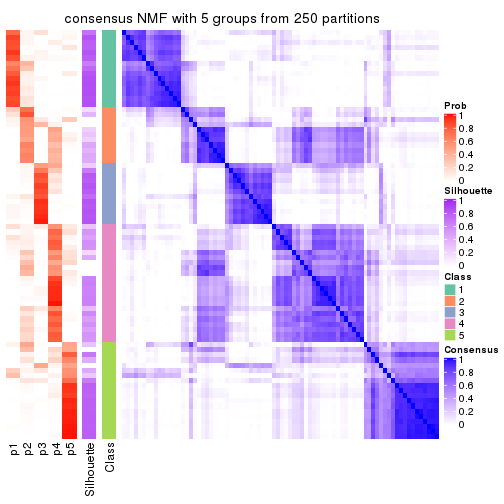 consensus NMF with 5 groups from 250 partitions
Prob
1
0.8
0.6
0.4
0.2
0
Silhouette
1
0.8
0.6
0.4
0.2
0
Class
1
2
3
4
5
Consensus
1
0.8
0.6
0.4
0.2
0
p1
p2
p3
p4
p5
Silhouette
Class